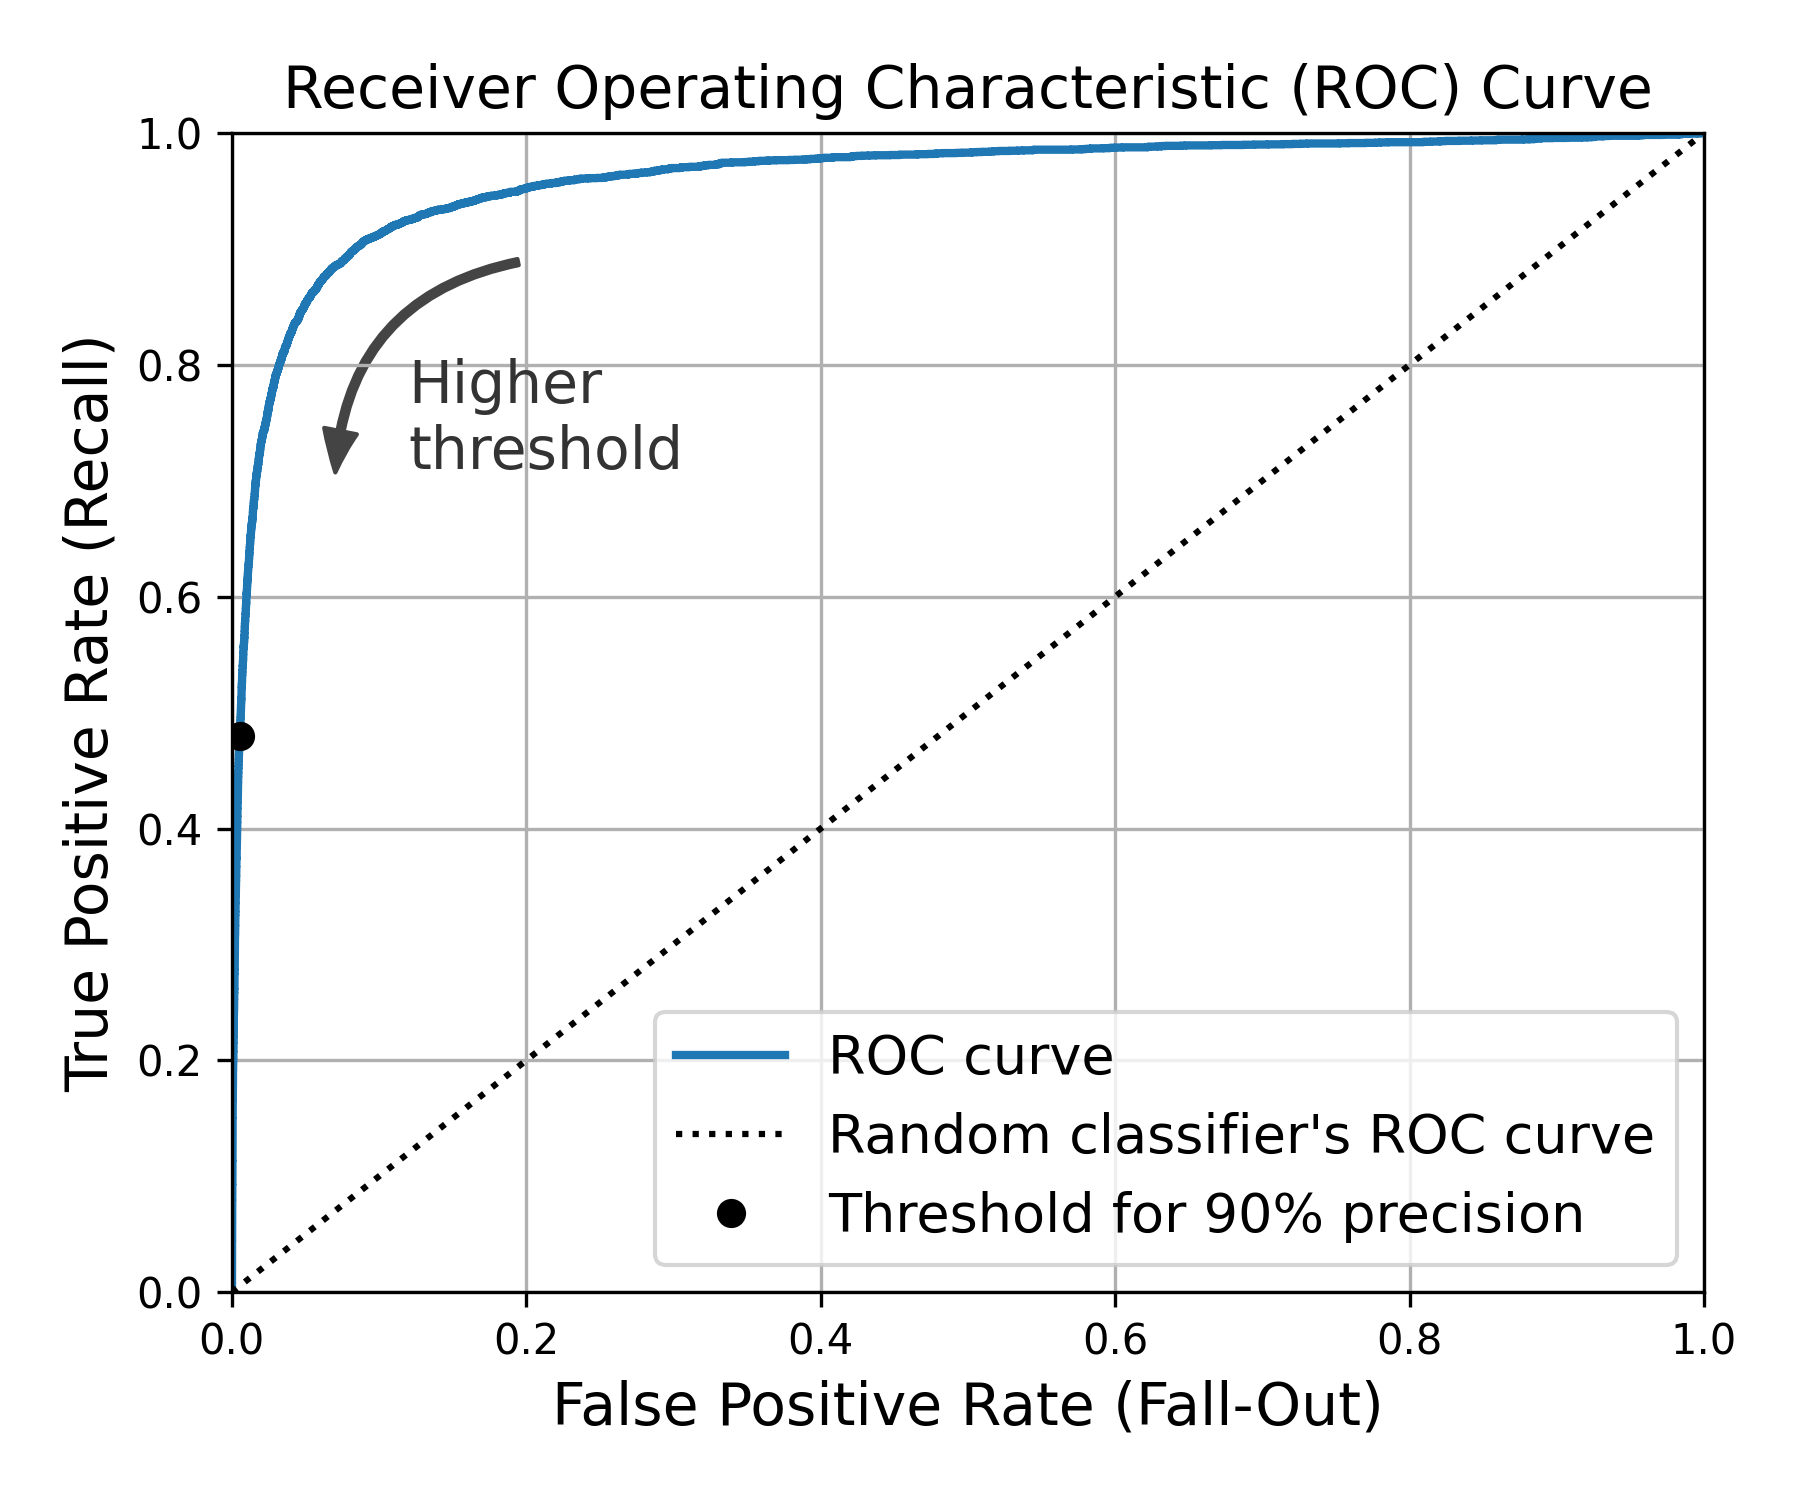 Receiver Operating Characteristic (ROC) Curve
1.0
0.8
0.6
0.4
0.2
0.0
True Positive Rate (Recall)
Higher
threshold
ROC curve
Random classifier's ROC curve
Threshold for 90% precision
0.0 0.2 0.4 0.6 0.8 1.0
False Positive Rate (Fall-Out)